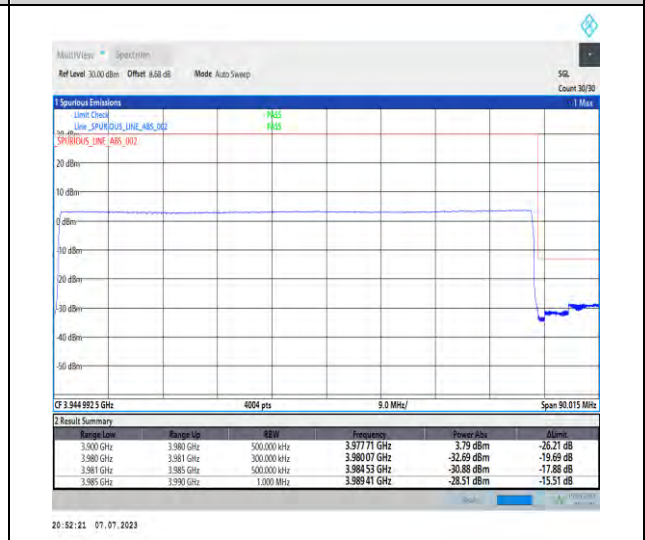 MultiView Spectrum
Ref Level 30.00 dBm Offset 8.68 dB Mode Auto Sweep SGL
Count 30/30
1 Spurious Emissions 1 Max
Limit Check PASS
Line _SPURIOUS_LINE_ABS_002 PASS
_SPURIOUS_LINE_ABS_002
20 dBm
10 dBm
0 dBm
-10 dBm
-20 dBm
-30 dBm
-40 dBm
-50 dBm
CF 3.944 992 5 GHz 4004 pts 9.0 MHz/ Span 90.015 MHz
2 Result Summary
Range Low Range Up RBW Frequency Power Abs ΔLimit
3.900 GHz 3.980 GHz 500.000 kHz 3.977 71 GHz 3.79 dBm -26.21 dB
3.980 GHz 3.981 GHz 300.000 kHz 3.980 07 GHz -32.69 dBm -19.69 dB
3.981 GHz 3.985 GHz 500.000 kHz 3.984 53 GHz -30.88 dBm -17.88 dB
3.985 GHz 3.990 GHz 1.000 MHz 3.989 41 GHz -28.51 dBm -15.51 dB
20:52:21 07.07.2023